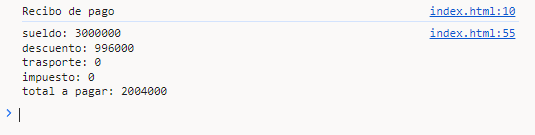 Recibo de pago index.html:10
sueldo: 3000000 index.html:55
descuento: 996000
trasporte: 0
impuesto: 0
total a pagar: 2004000
>